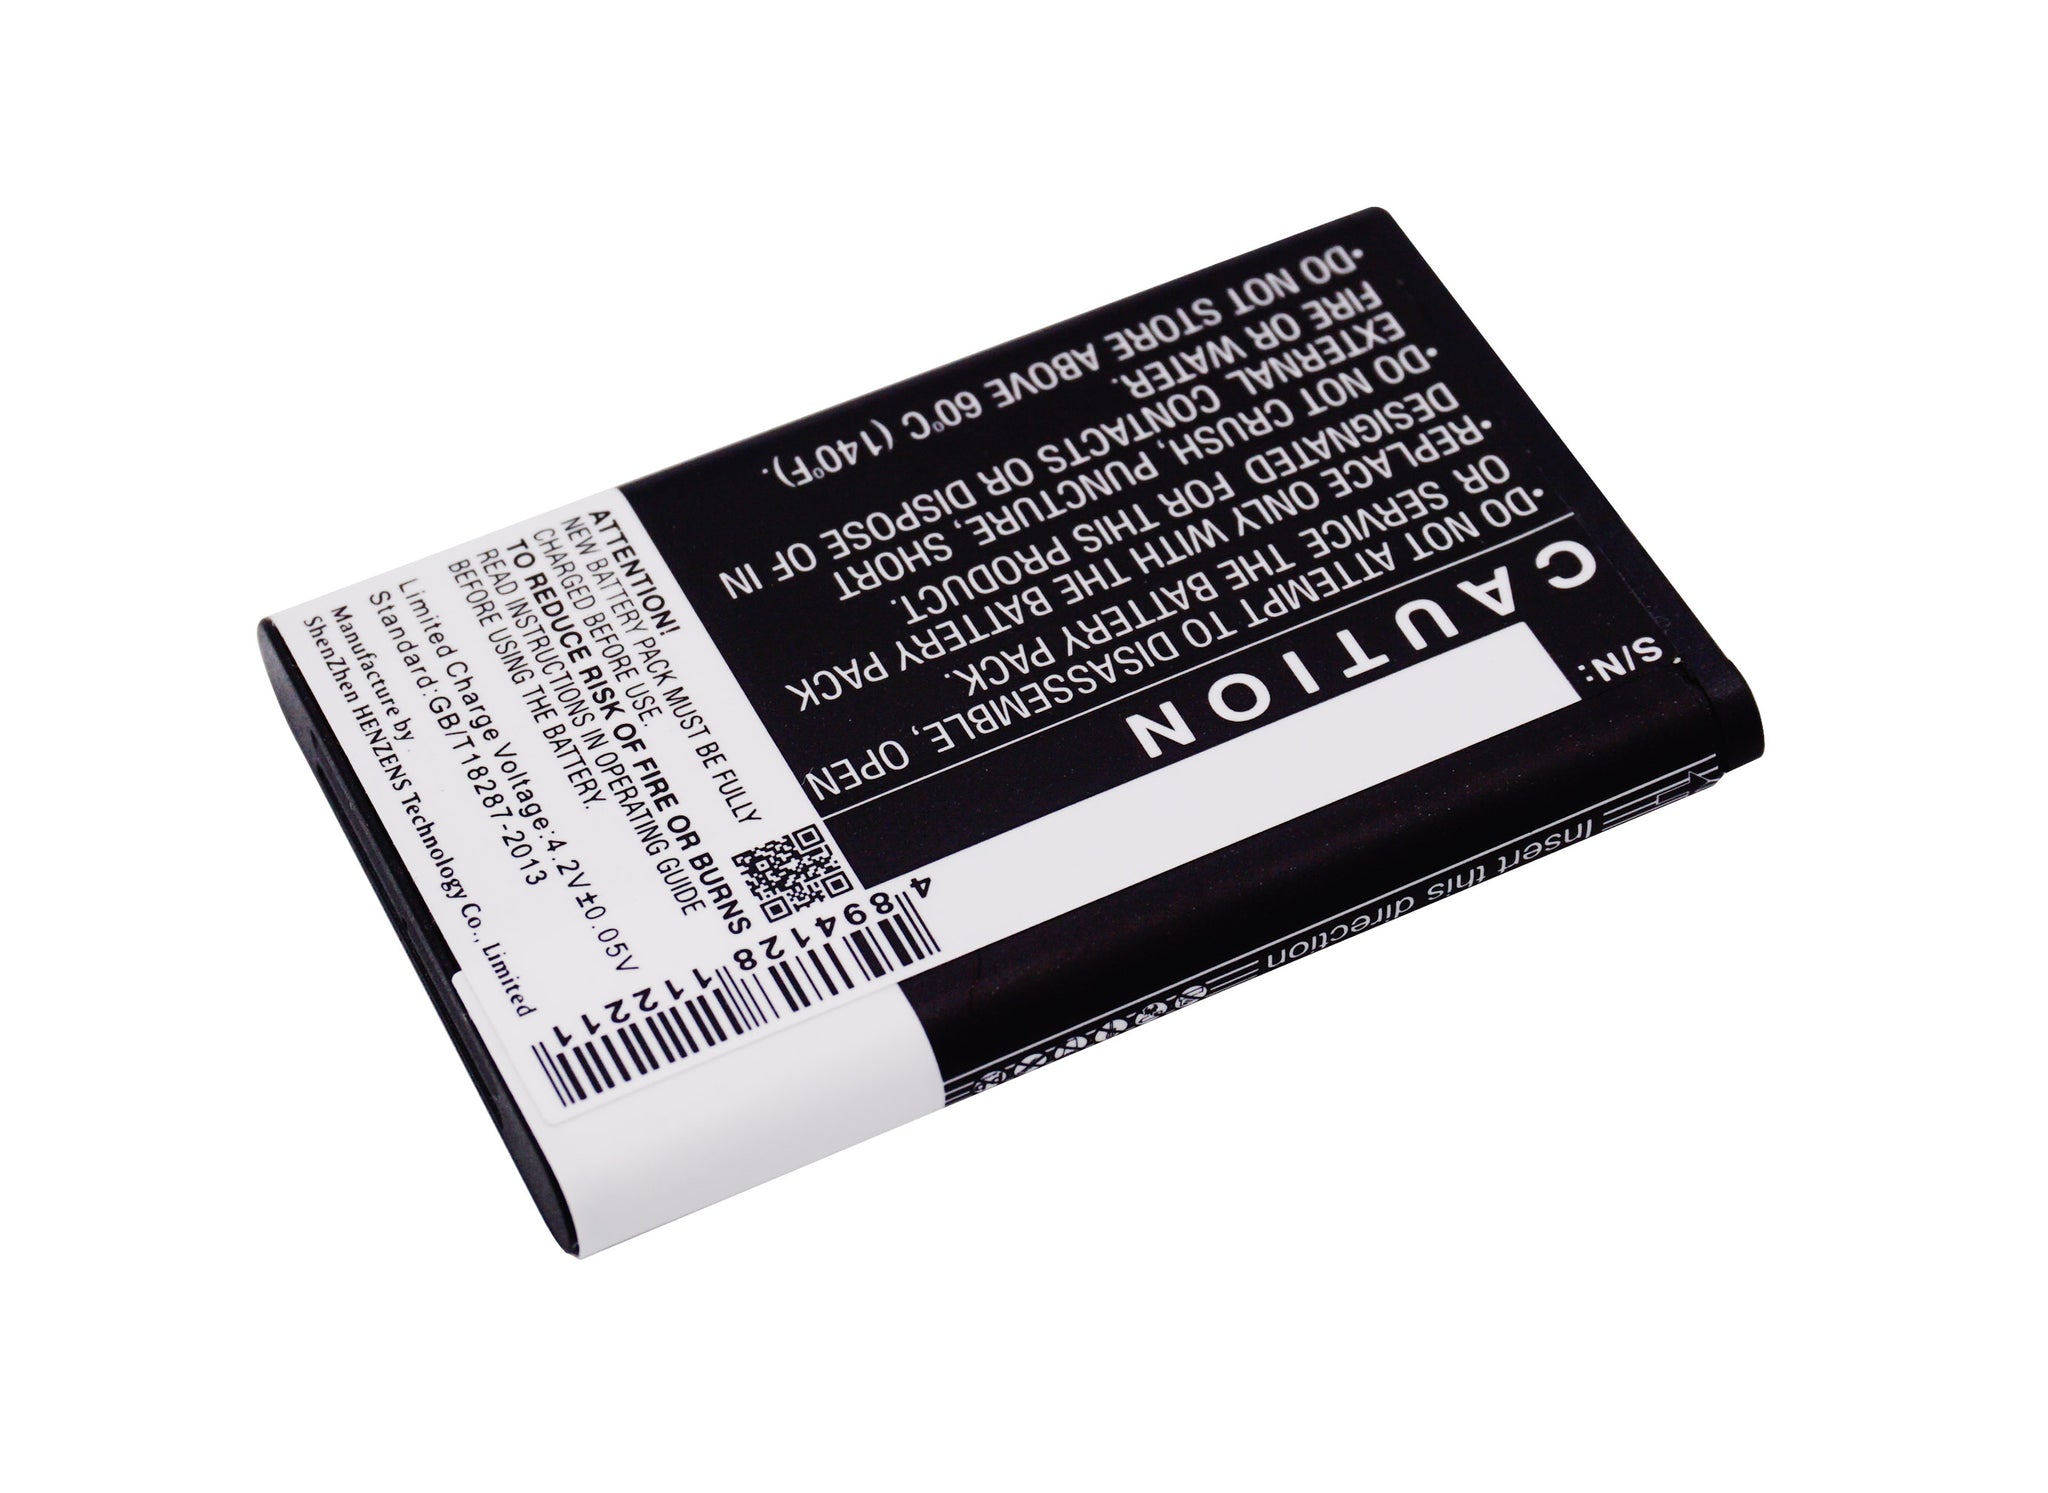 S/N:
CAUTION
•DO NOT ATTEMPT TO DISASSEMBLE, OPEN
OR SERVICE THE BATTERY PACK.
•REPLACE ONLY WITH THE BATTERY PACK
DESIGNATED FOR THIS PRODUCT.
•DO NOT CRUSH, PUNCTURE, SHORT
EXTERNAL CONTACTS OR DISPOSE OF IN
FIRE OR WATER.
•DO NOT STORE ABOVE 60°C (140°F).
ATTENTION!
NEW BATTERY PACK MUST BE FULLY
CHARGED BEFORE USE.
TO REDUCE RISK OF FIRE OR BURNS
READ INSTRUCTIONS IN OPERATING GUIDE
BEFORE USING THE BATTERY.
Limited Charge Voltage:4.2V±0.05V
Standard:GB/T18287-2013
Manufacture by
ShenZhen HENZENS Technology Co., Limited
4 894128 112211
Insert this direction